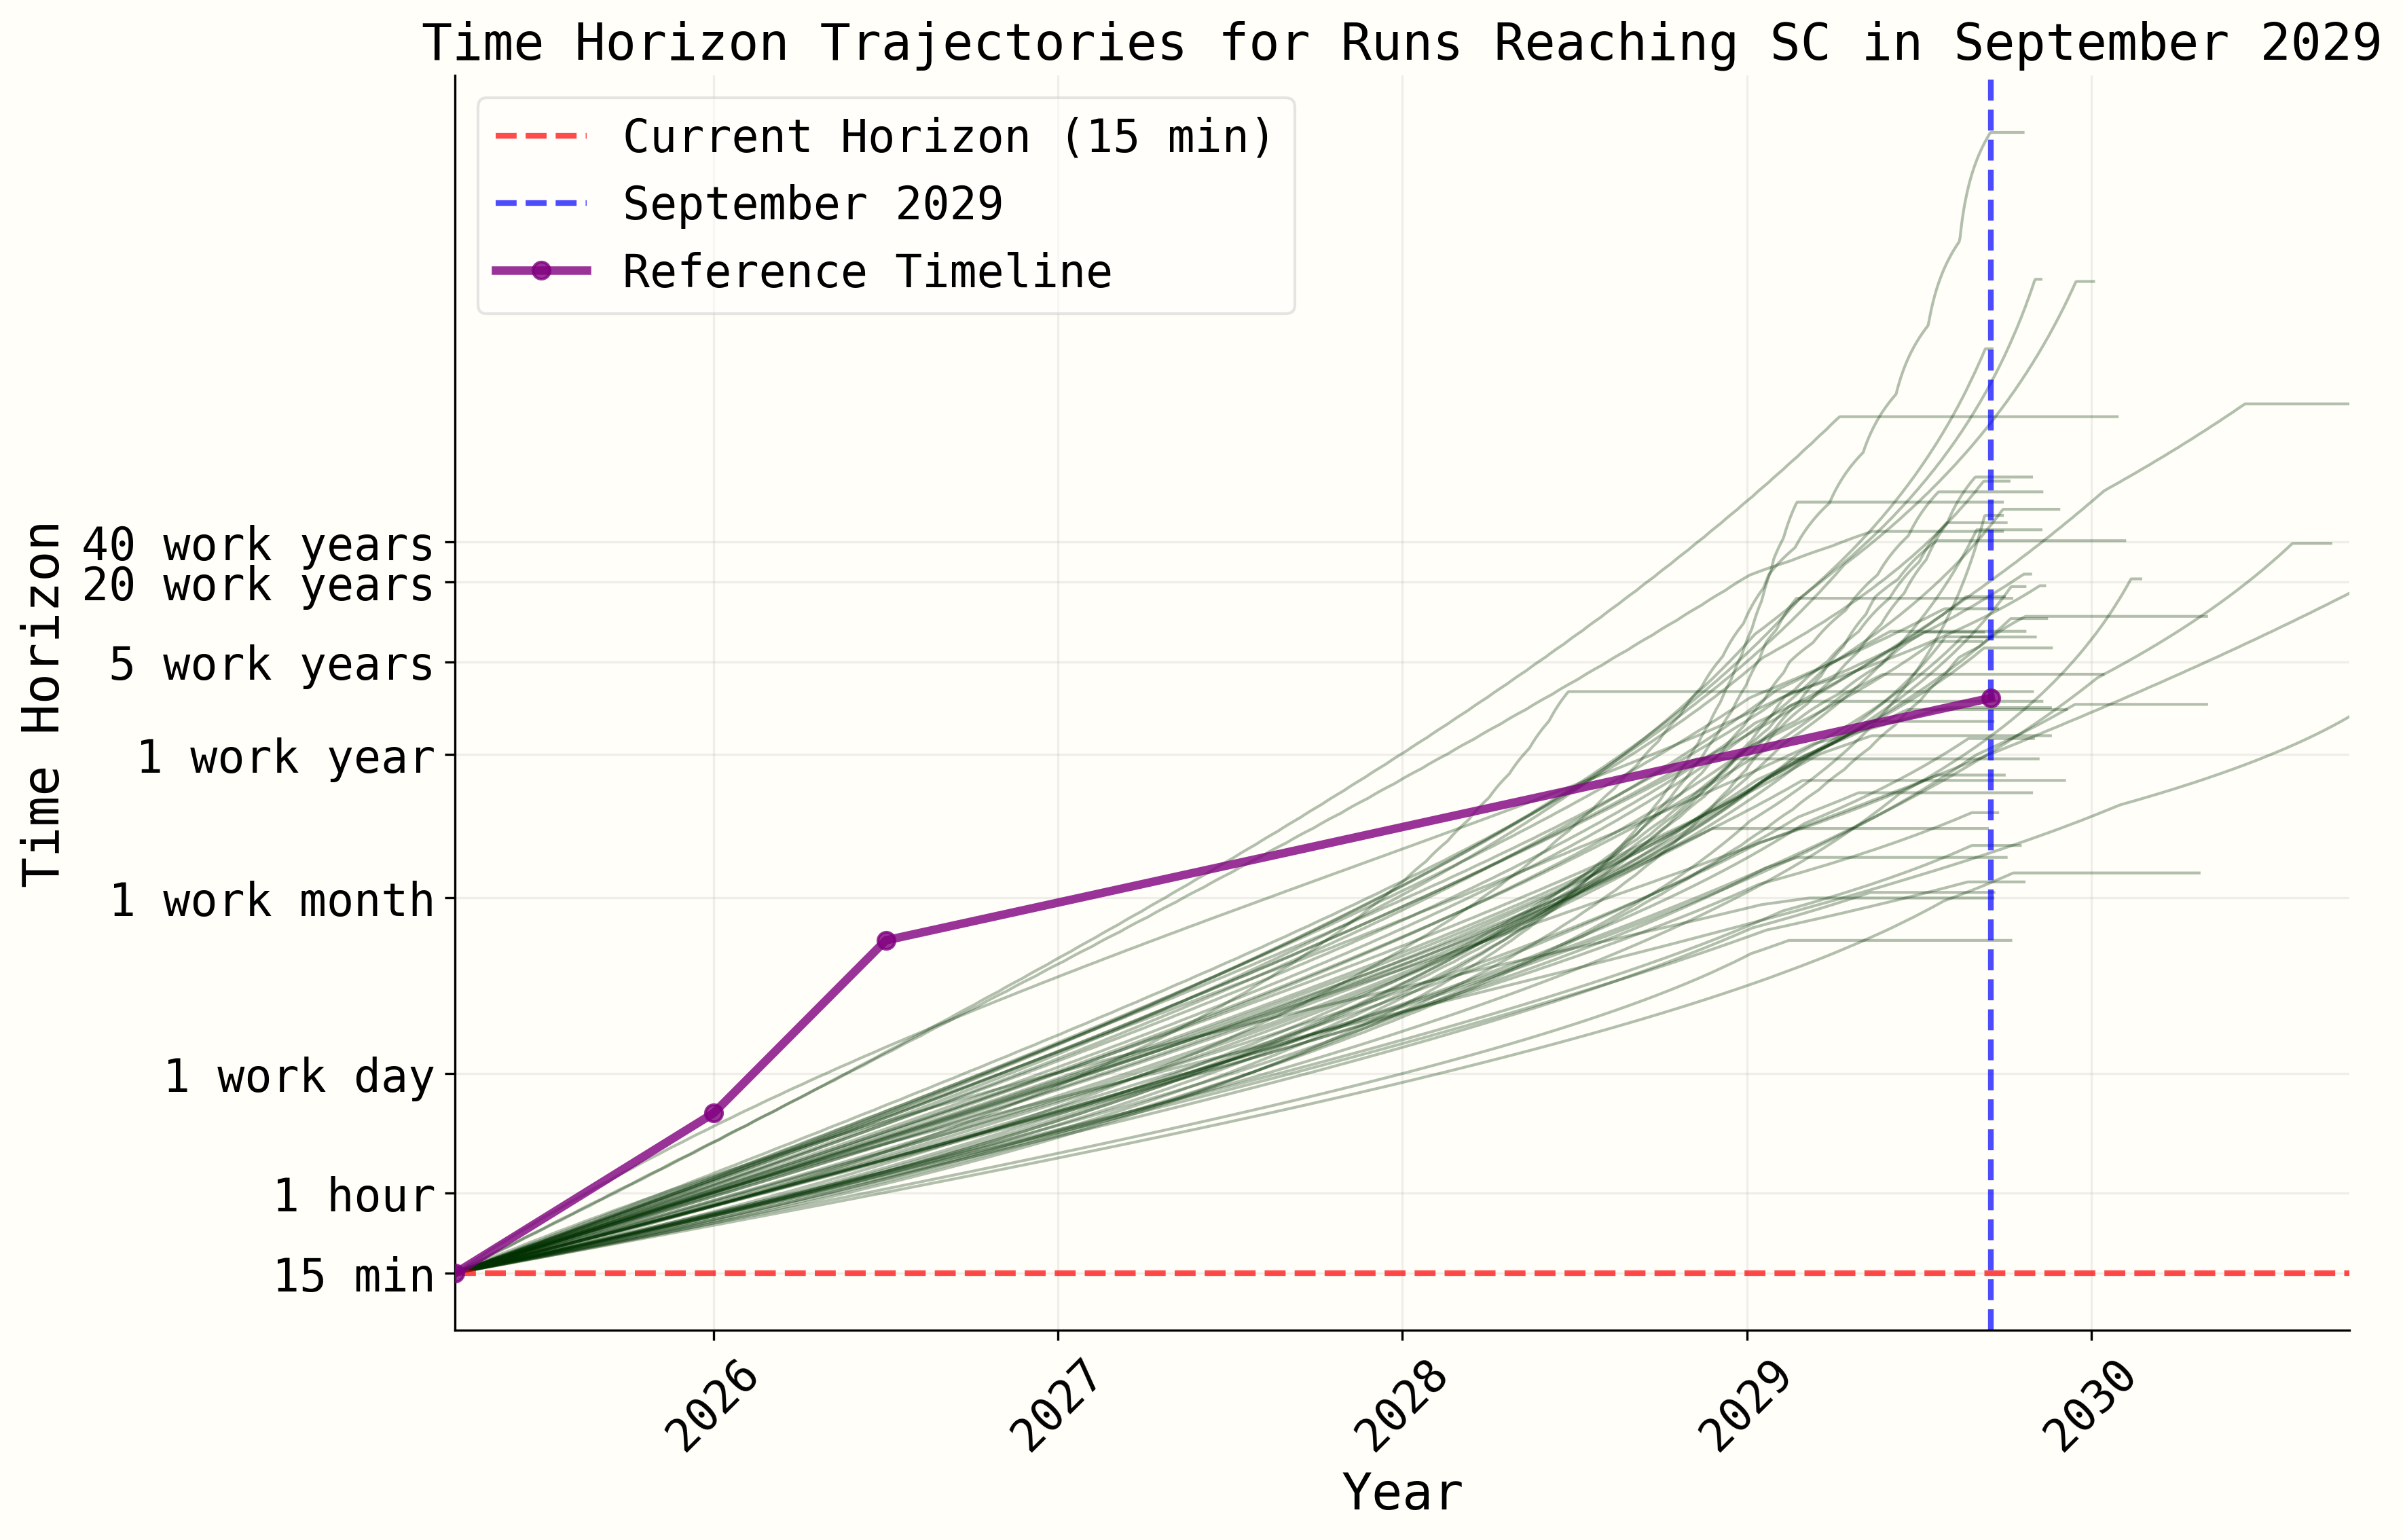 Time Horizon Trajectories for Runs Reaching SC in September 2029
Current Horizon (15 min)
September 2029
Reference Timeline
Time Horizon
40 work years
20 work years
5 work years
1 work year
1 work month
1 work day
1 hour
15 min
2026
2027
2028
2029
2030
Year